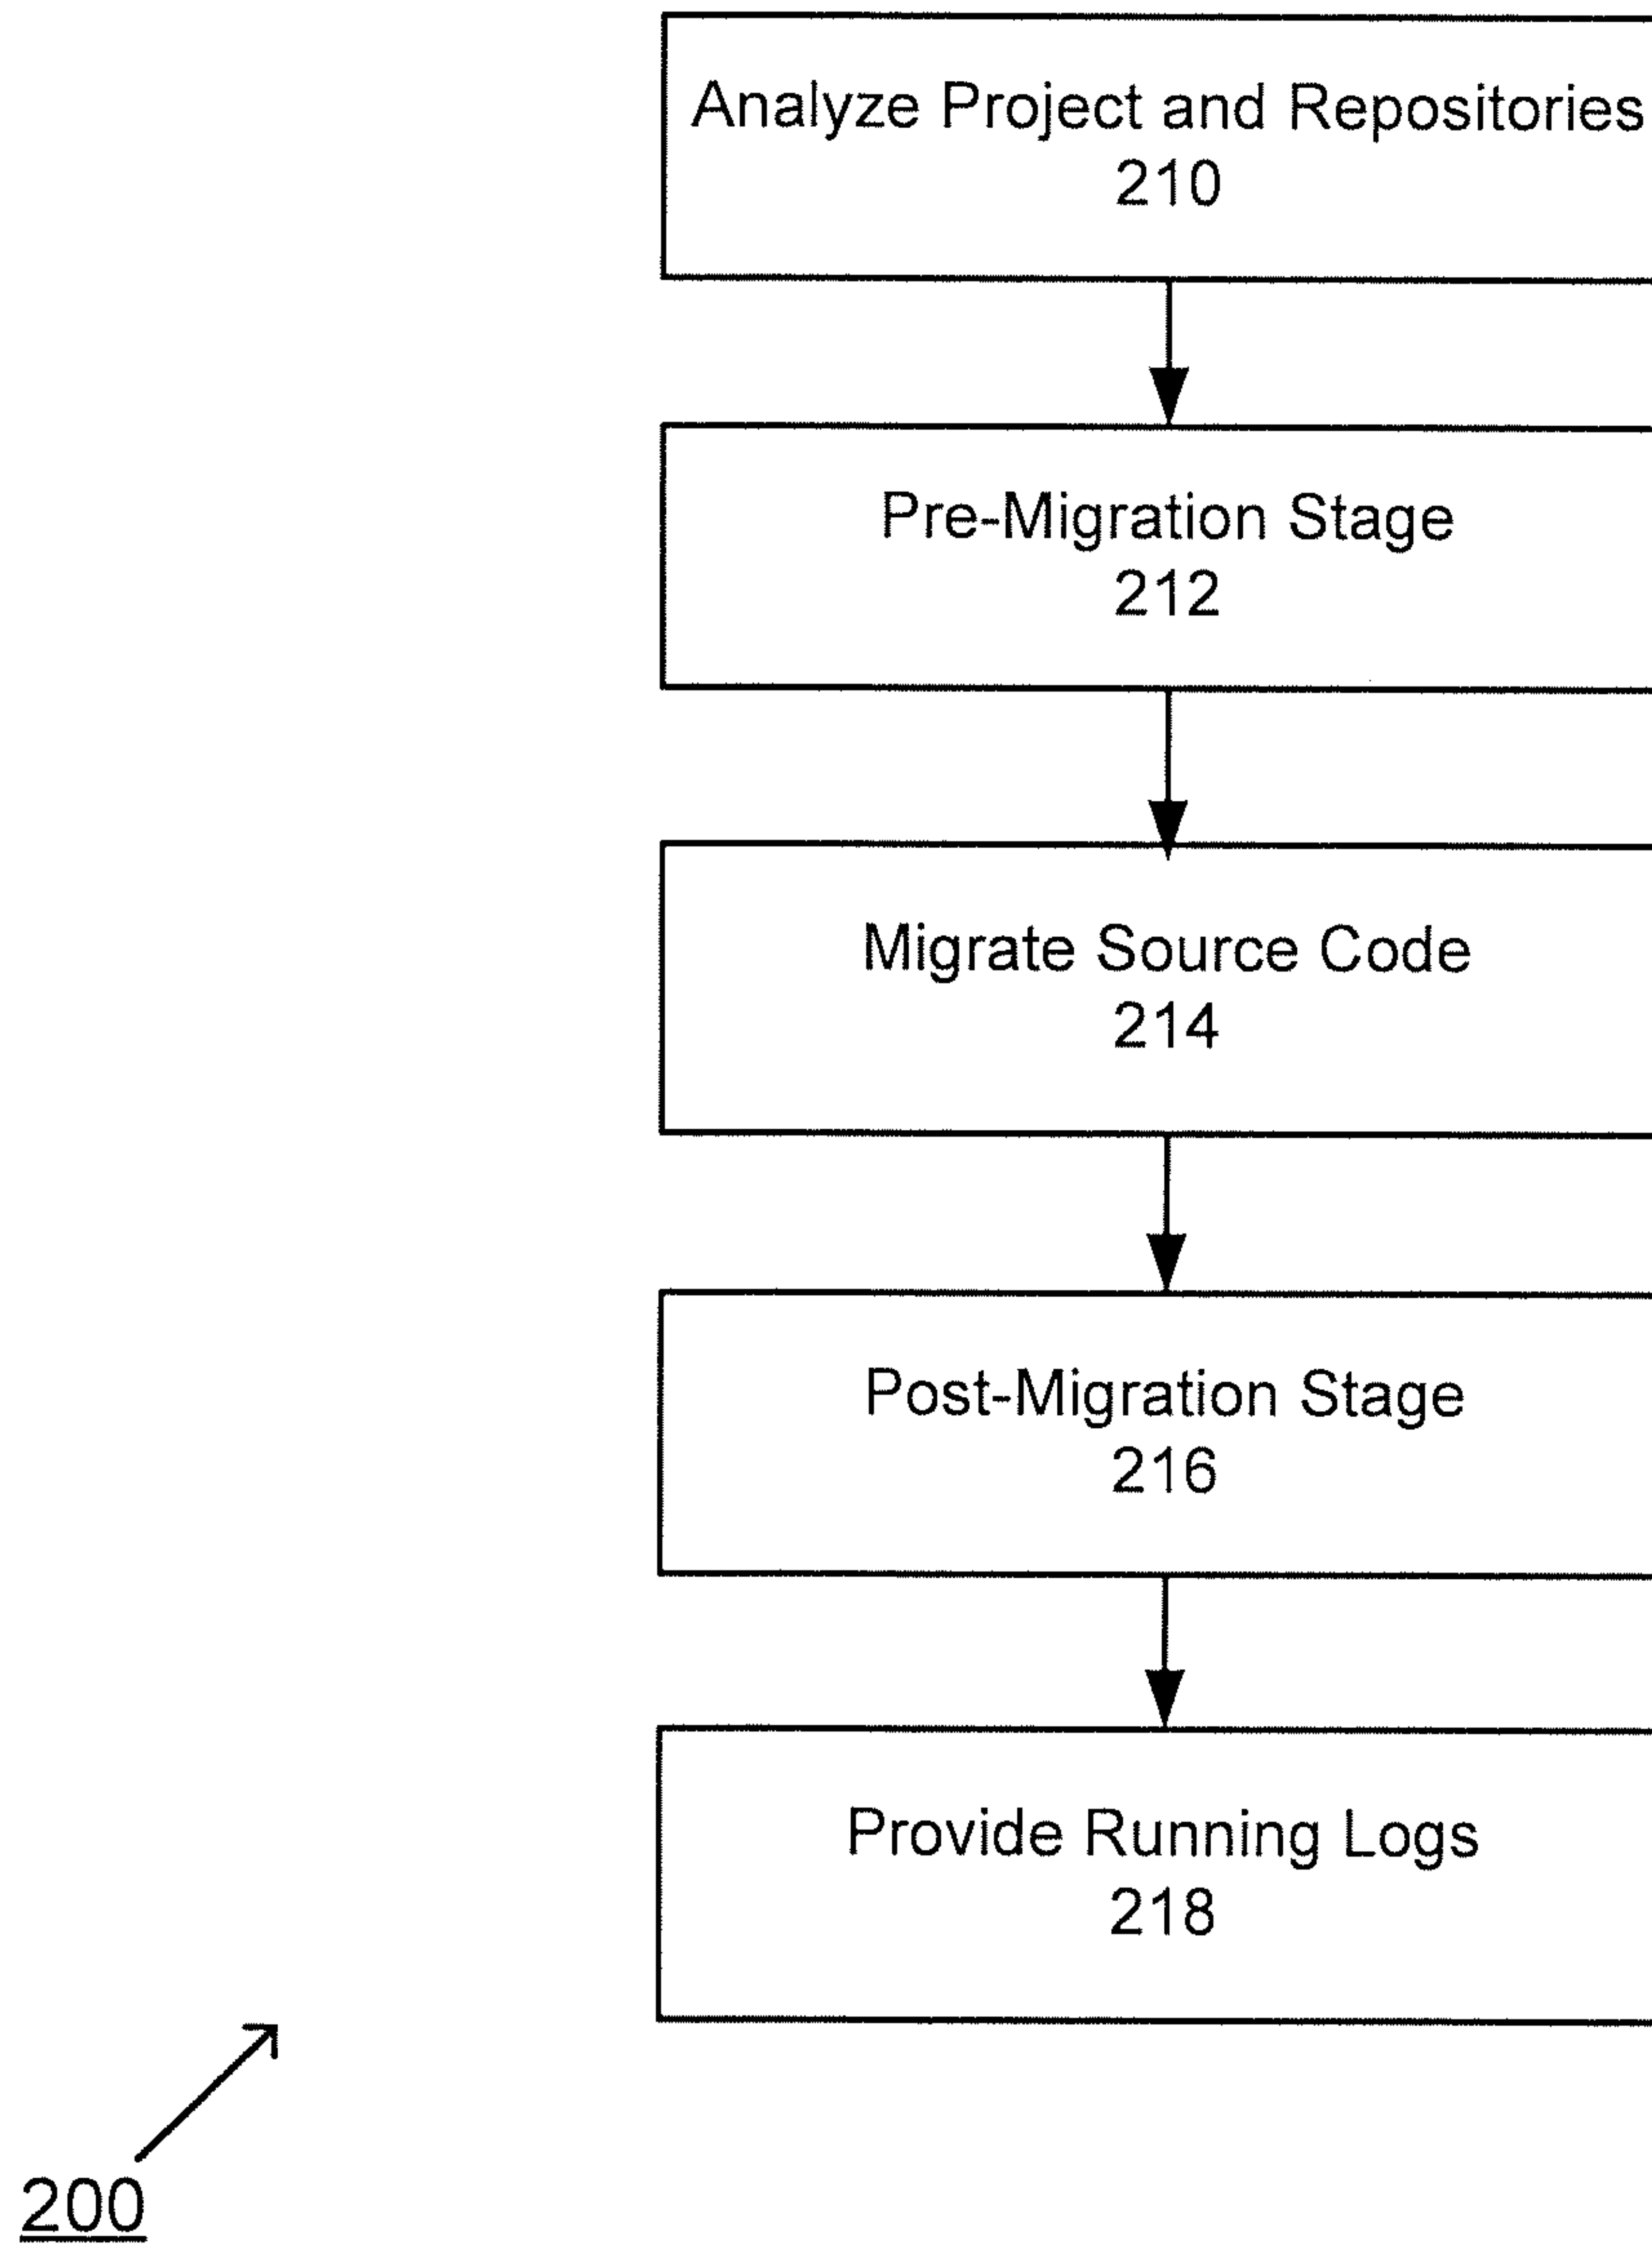 Analyze Project and Repositories
210
Pre-Migration Stage
212
Migrate Source Code
214
Post-Migration Stage
216
Provide Running Logs
218
200